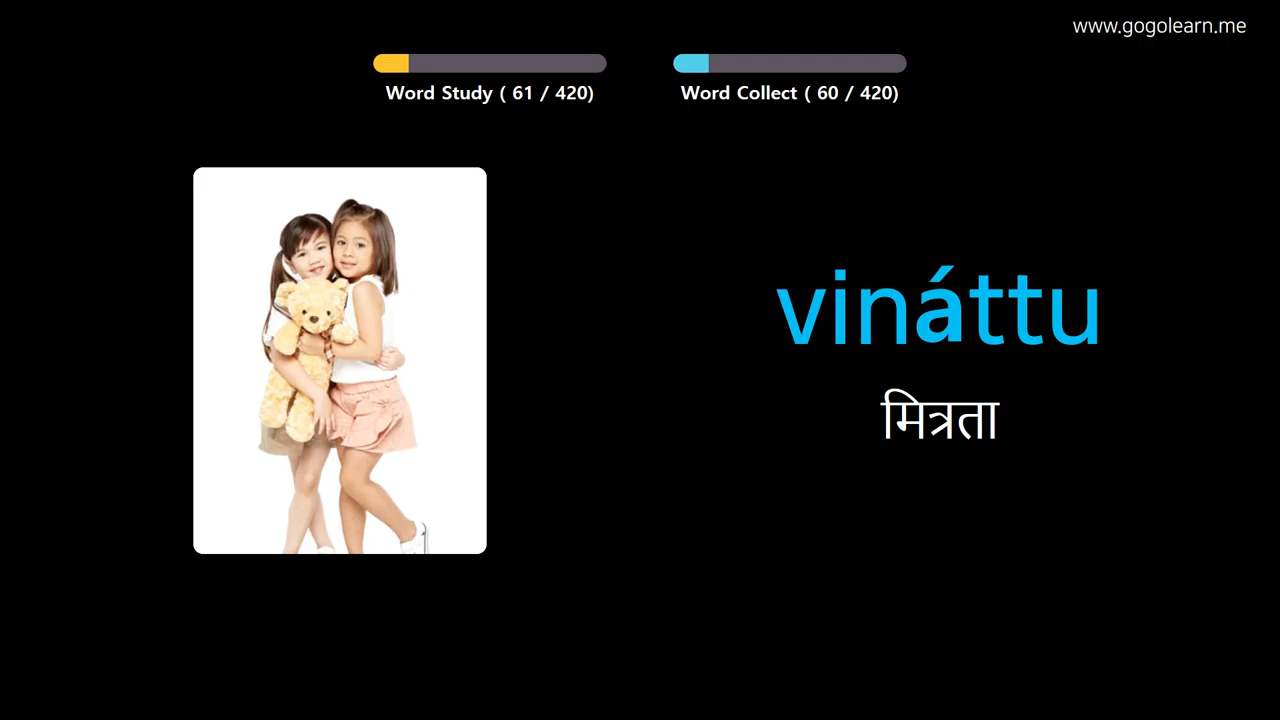 www.gogolearn.me
Word Study ( 61 / 420)
Word Collect ( 60 / 420)
vináttu
मित्रता